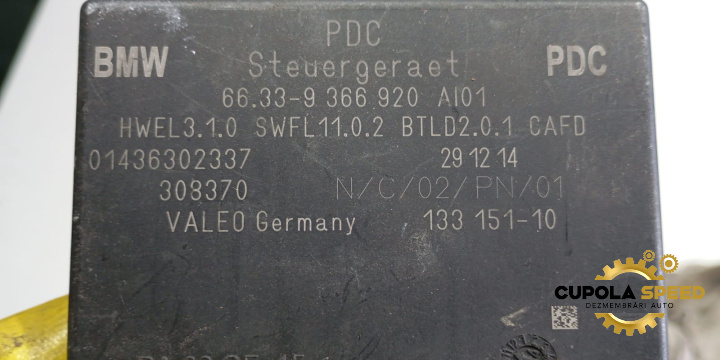 PDC
BMW Steuergeraet PDC
66.33-9 366 920 AI01
HWEL3.1.0 SWFL11.0.2 BTLD2.0.1 CAFD
01436302337 29 12 14
308370 N/C/02/PN/01
VALEO Germany 133 151-10
CUPOLA SPEED
DEZMEMBRĂRI AUTO